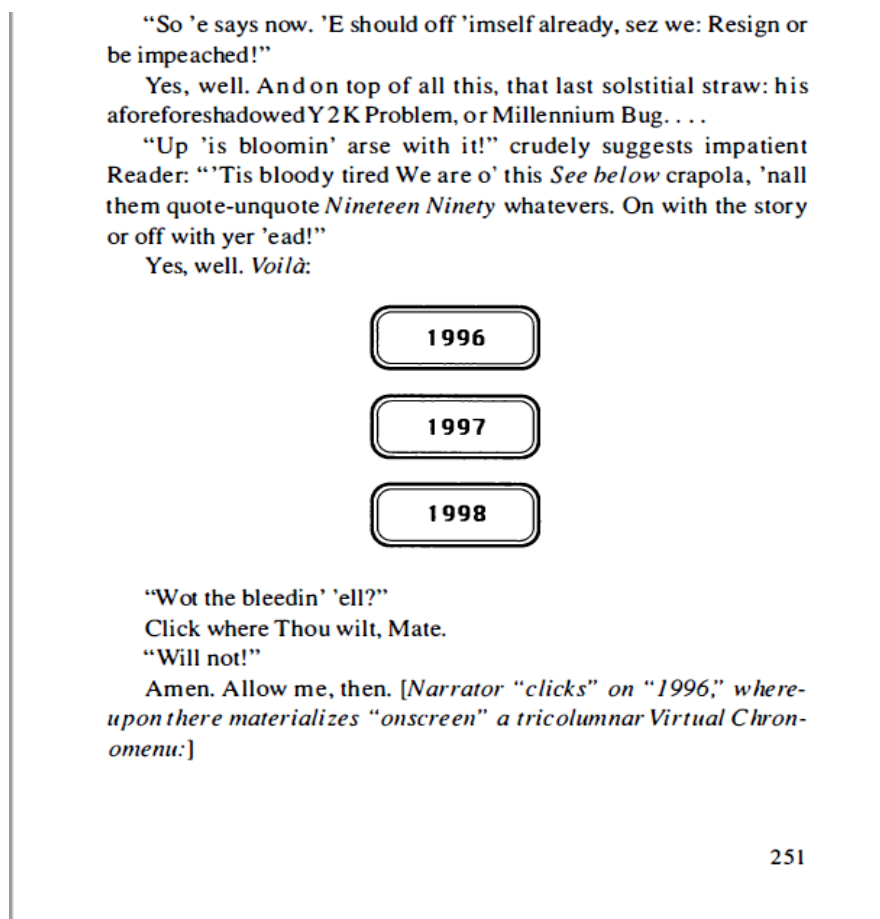 “So ’e says now. ’E should off ’imself already, sez we: Resign or
be impeached!”
Yes, well. And on top of all this, that last solstitial straw: his
aforeforeshadowed Y2K Problem, or Millennium Bug. . . .
“Up ’is bloomin’ arse with it!” crudely suggests impatient
Reader: “’Tis bloody tired We are o’ this See below crapola, ’nall
them quote-unquote Nineteen Ninety whatevers. On with the story
or off with yer ’ead!”
Yes, well. Voilà:
1996
1997
1998
“Wot the bleedin’ ’ell?”
Click where Thou wilt, Mate.
“Will not!”
Amen. Allow me, then. [Narrator “clicks” on “1996,” where-
upon there materializes “onscreen” a tricolumnar Virtual Chron-
omenu:]
251